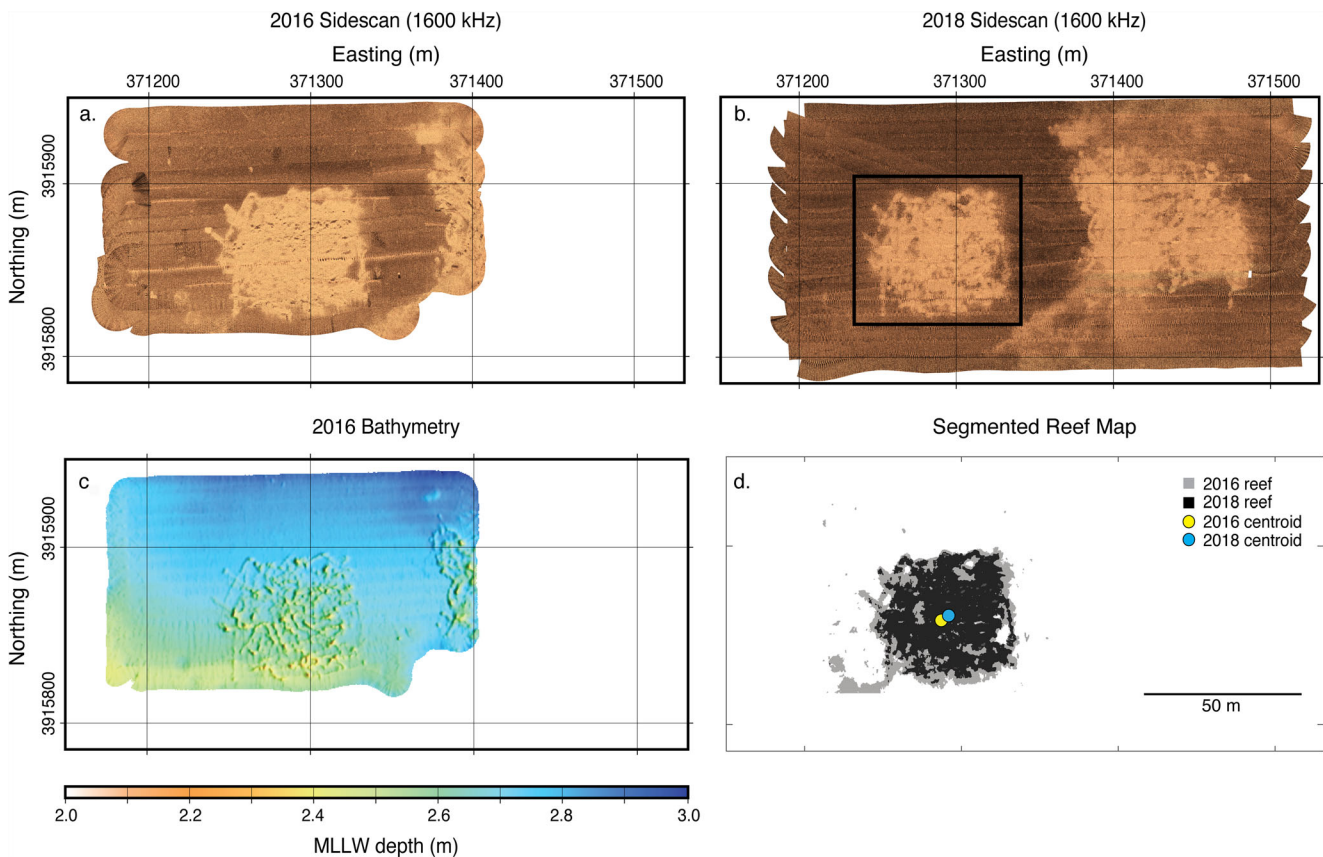 2016 Sidescan (1600 kHz)
Easting (m)
371200 371300 371400 371500
a.
Northing (m)
3915900
3915800
2018 Sidescan (1600 kHz)
Easting (m)
371200 371300 371400 371500
b.
2016 Bathymetry
c
Northing (m)
3915900
3915800
2.0 2.2 2.4 2.6 2.8 3.0
MLLW depth (m)
Segmented Reef Map
d.
2016 reef
2018 reef
2016 centroid
2018 centroid
50 m